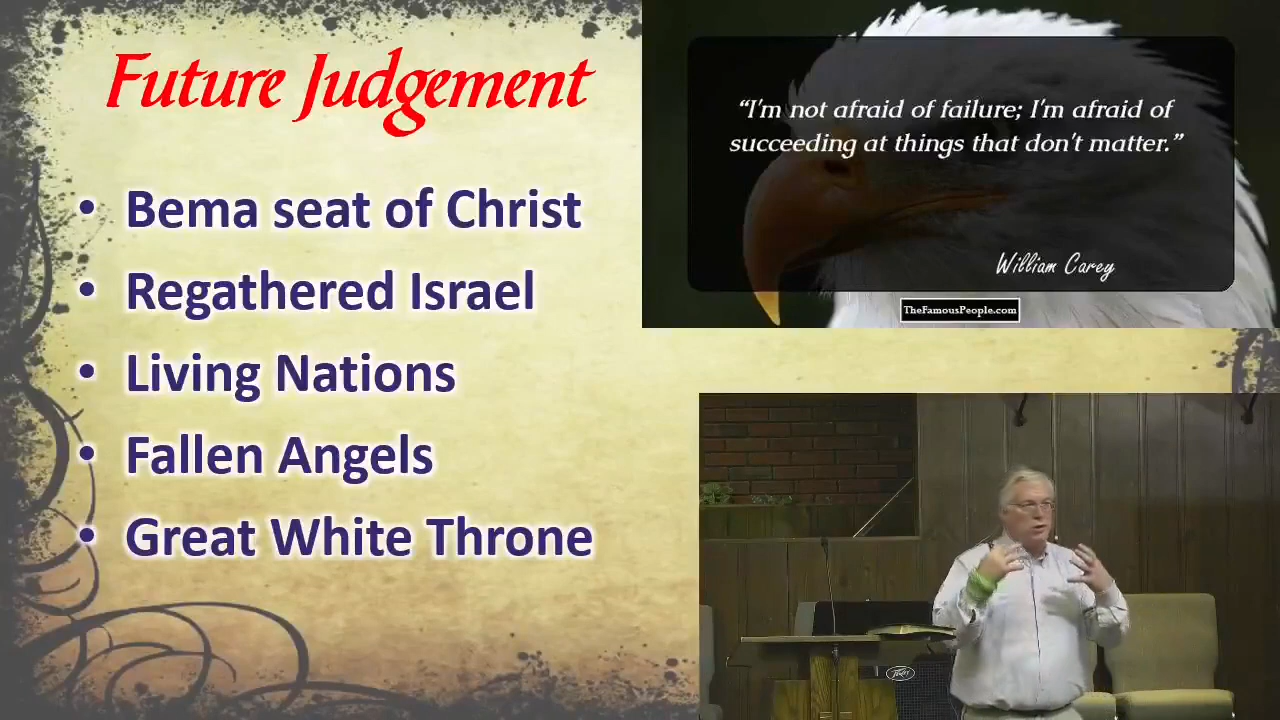 Future Judgement
• Bema seat of Christ
• Regathered Israel
• Living Nations
• Fallen Angels
• Great White Throne
“I'm not afraid of failure; I'm afraid of
succeeding at things that don't matter.”
William Carey
TheFamousPeople.com
PEAVEY